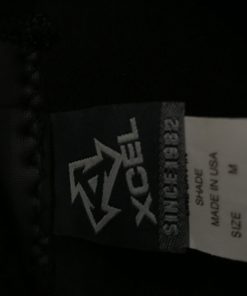 XCEL
SINCE 1982
SHADE
MADE IN USA
SIZE M